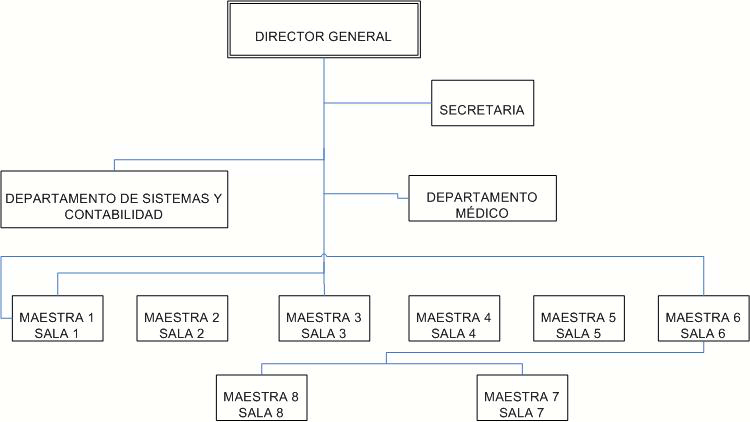 DIRECTOR GENERAL
SECRETARIA
DEPARTAMENTO DE SISTEMAS Y
CONTABILIDAD
DEPARTAMENTO
MÉDICO
MAESTRA 1
SALA 1
MAESTRA 2
SALA 2
MAESTRA 3
SALA 3
MAESTRA 4
SALA 4
MAESTRA 5
SALA 5
MAESTRA 6
SALA 6
MAESTRA 8
SALA 8
MAESTRA 7
SALA 7